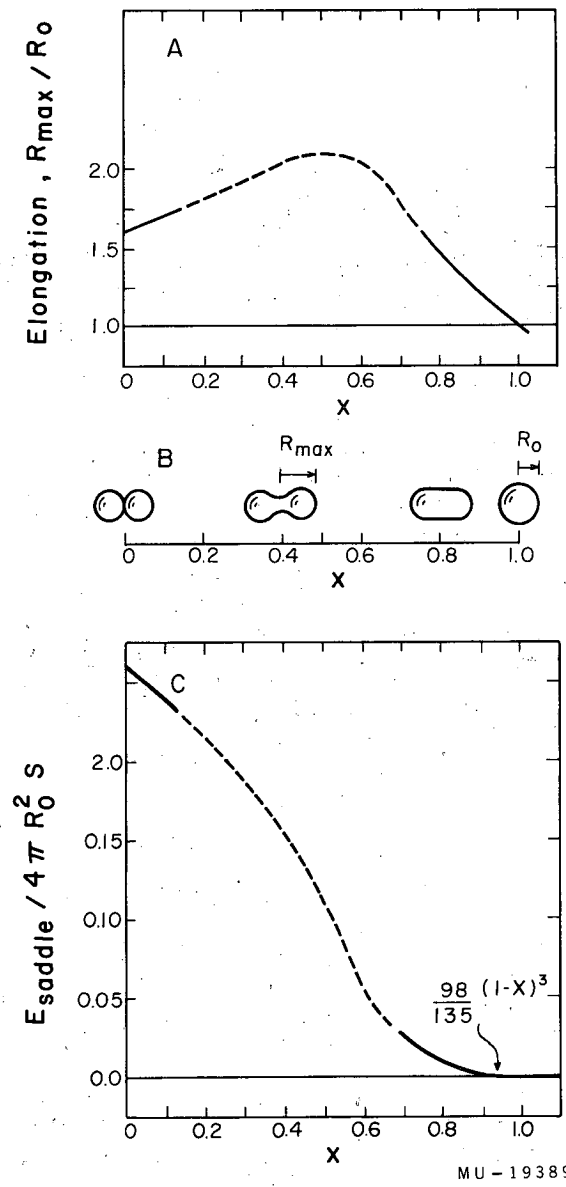 A
Elongation, Rmax/Ro
2.0
1.5
1.0
0 0.2 0.4 0.6 0.8 1.0
X
B
Rmax
Ro
0 0.2 0.4 0.6 0.8 1.0
X
C
Esaddle / 4π R₀² S
2.0
0.15
0.10
0.05
0.0
98/135 (1-X)³
0 0.2 0.4 0.6 0.8 1.0
X
MU-19389